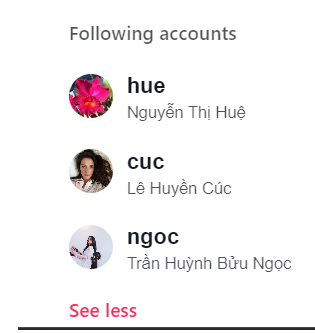 Following accounts
hue
Nguyễn Thị Huệ
cuc
Lê Huyền Cúc
ngoc
Trần Huỳnh Bửu Ngọc
See less